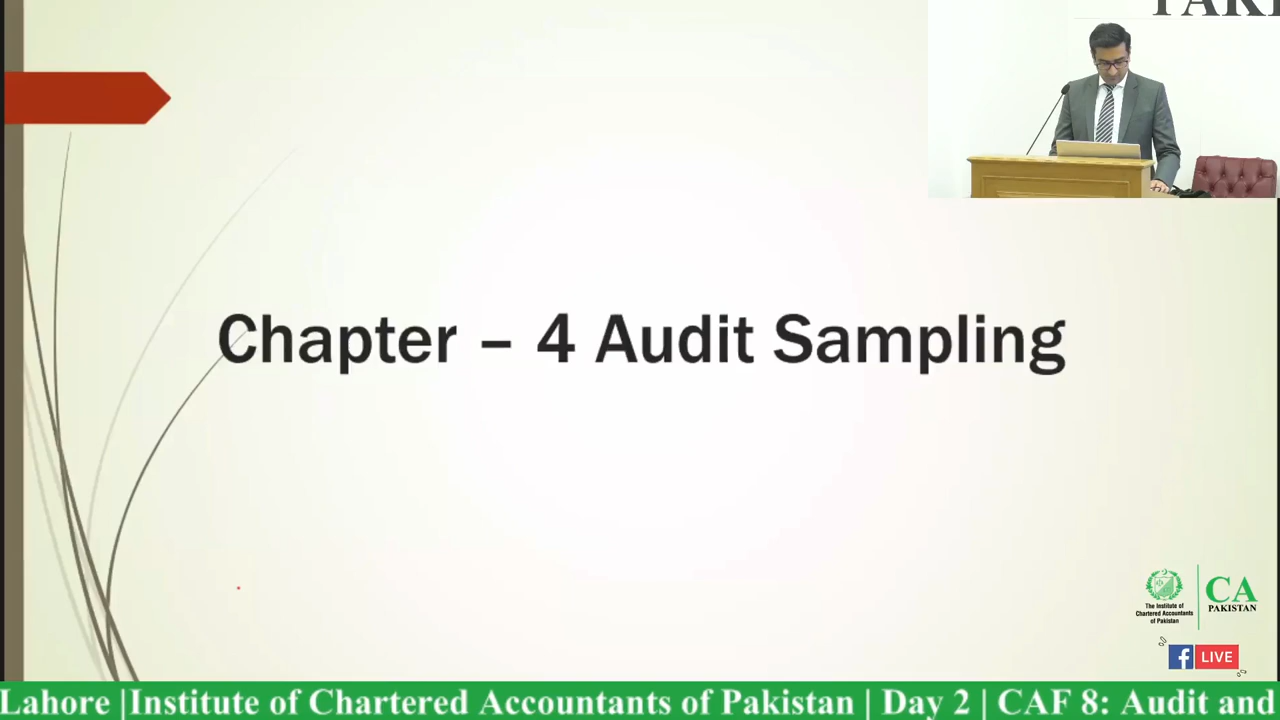 Chapter – 4 Audit Sampling
The Institute of
Chartered Accountants
of Pakistan
CA
PAKISTAN
LIVE
Lahore |Institute of Chartered Accountants of Pakistan | Day 2 | CAF 8: Audit and